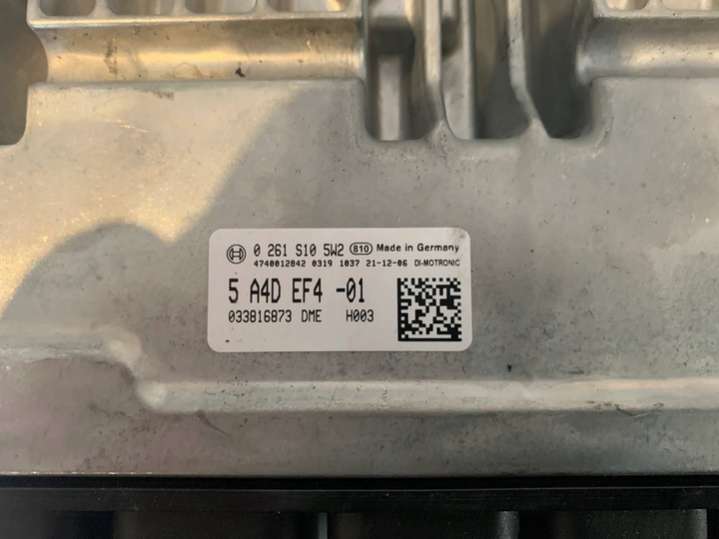 0 261 S10 5W2 810 Made in Germany
4740012842 0319 1037 21-12-06 DI-MOTRONIC
5 A4D EF4 -01
033816873 DME H003